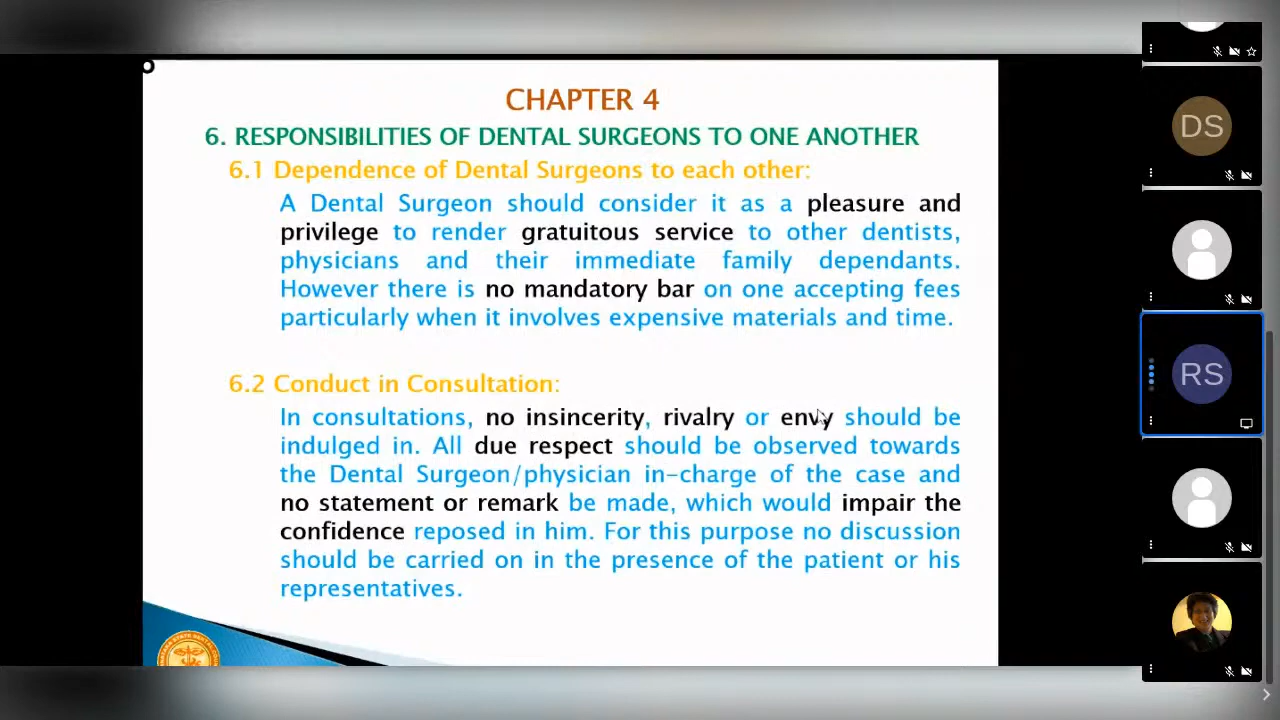 CHAPTER 4
6. RESPONSIBILITIES OF DENTAL SURGEONS TO ONE ANOTHER
6.1 Dependence of Dental Surgeons to each other:
A Dental Surgeon should consider it as a pleasure and
privilege to render gratuitous service to other dentists,
physicians and their immediate family dependants.
However there is no mandatory bar on one accepting fees
particularly when it involves expensive materials and time.
6.2 Conduct in Consultation:
In consultations, no insincerity, rivalry or envy should be
indulged in. All due respect should be observed towards
the Dental Surgeon/physician in-charge of the case and
no statement or remark be made, which would impair the
confidence reposed in him. For this purpose no discussion
should be carried on in the presence of the patient or his
representatives.
DS
RS